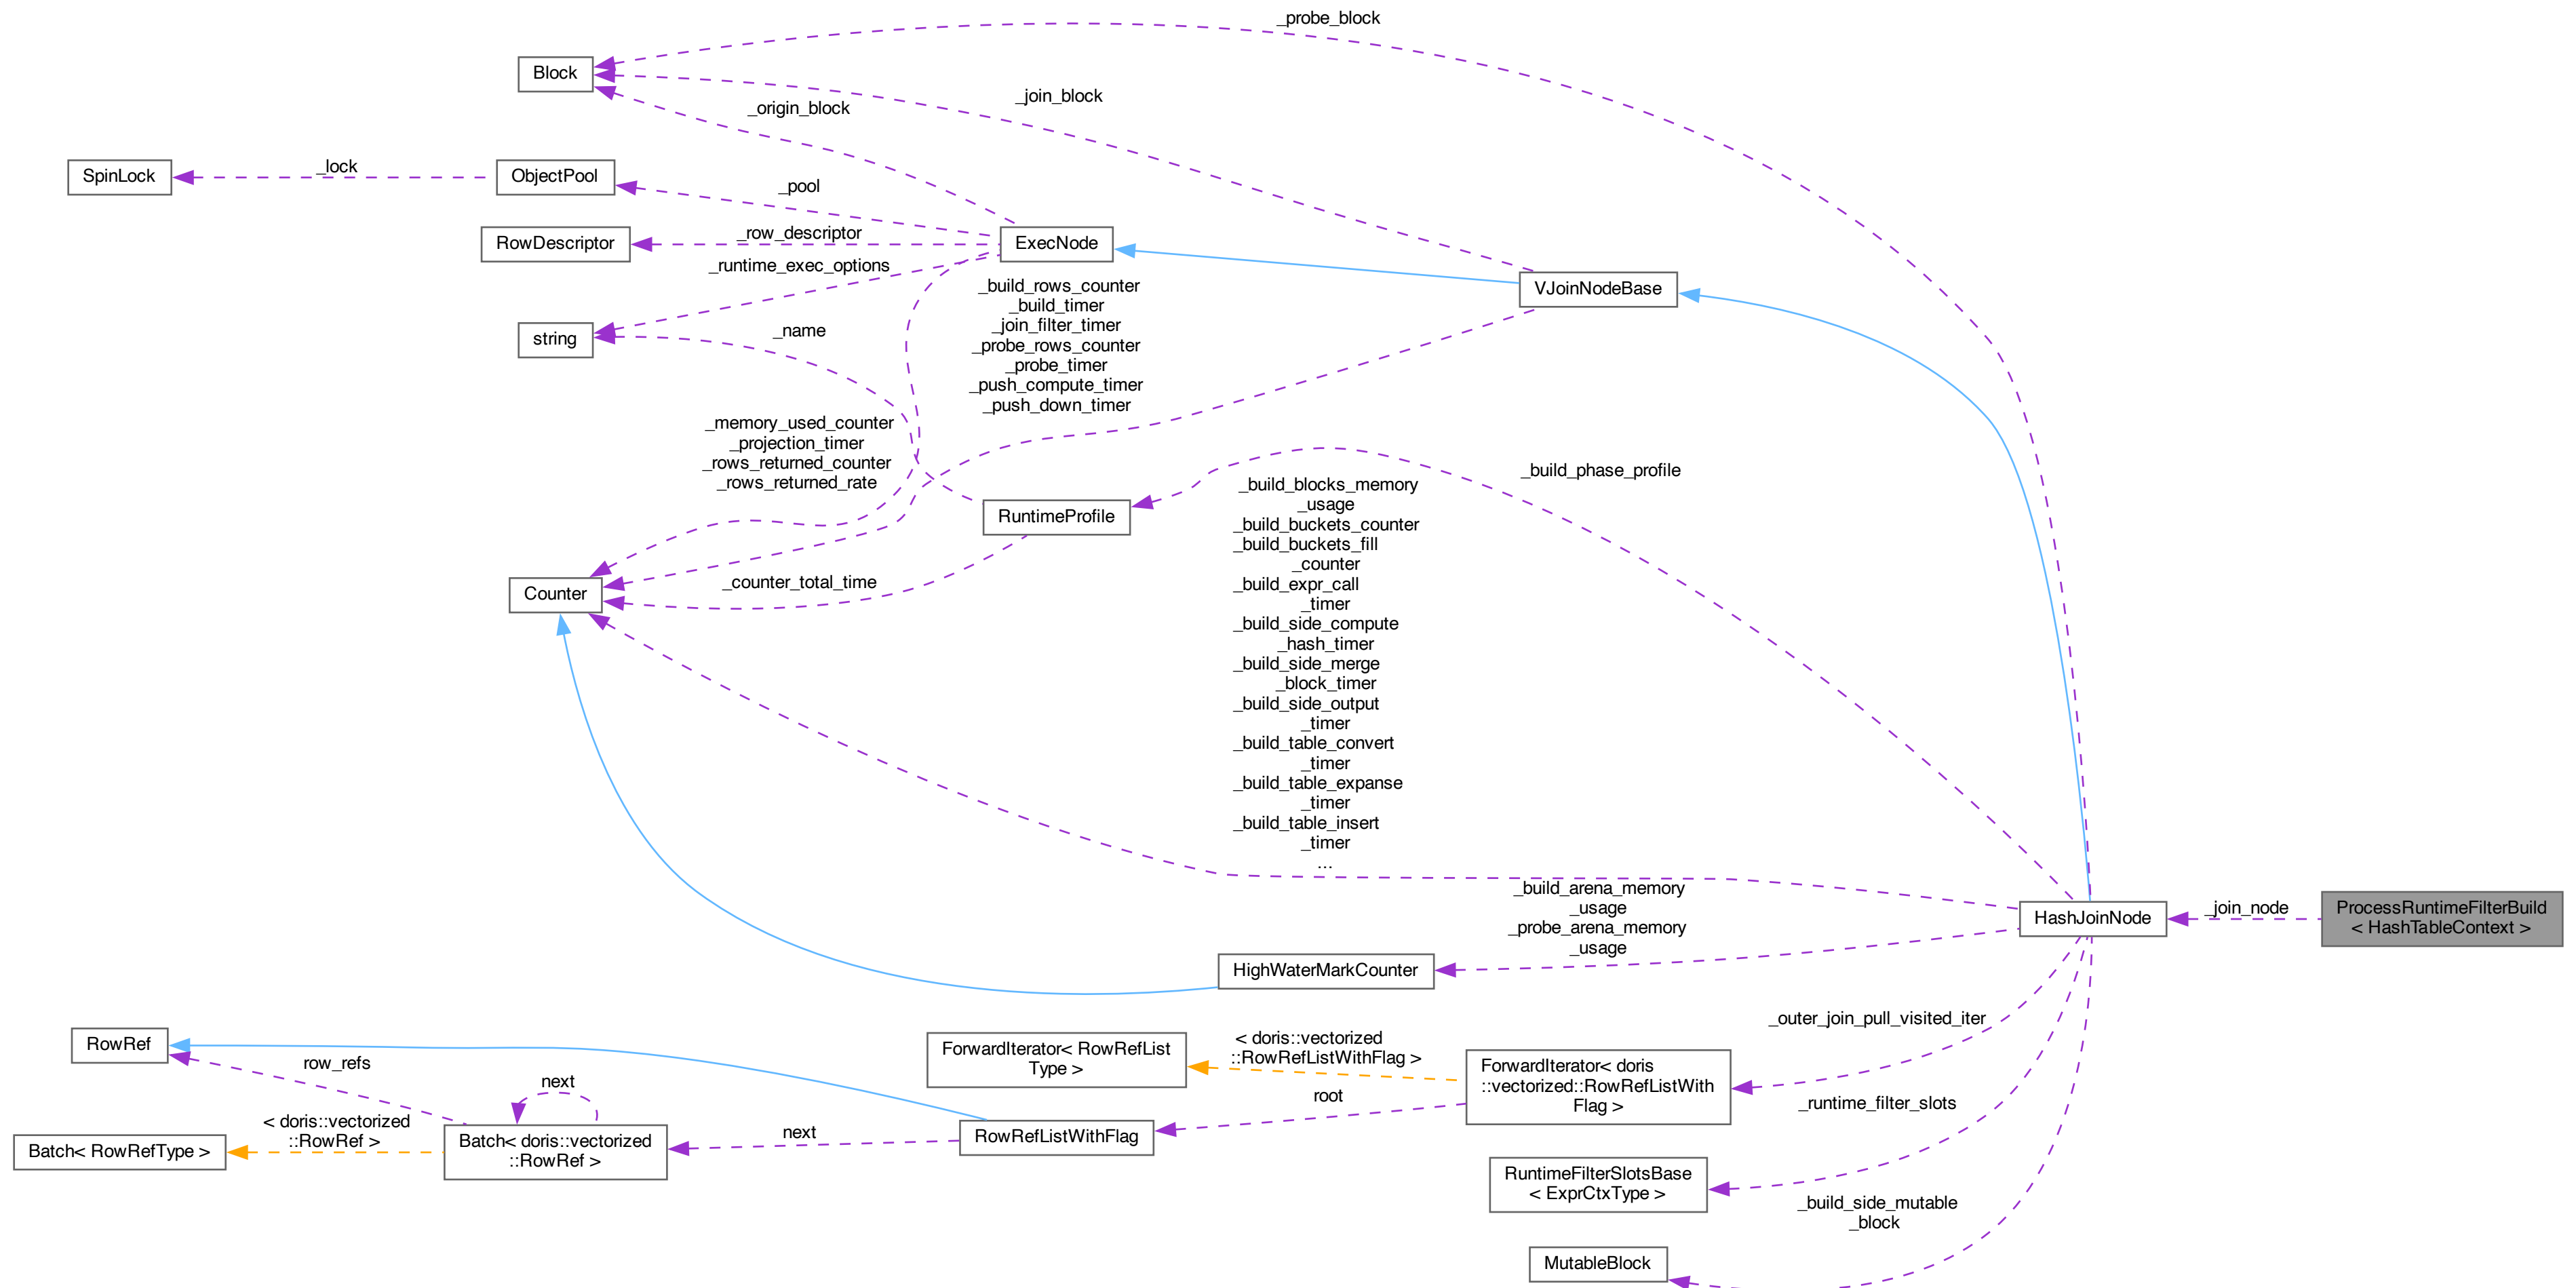 _probe_block
Block
_join_block
_origin_block
SpinLock
_lock
ObjectPool
_pool
RowDescriptor
_row_descriptor
ExecNode
_runtime_exec_options
VJoinNodeBase
string
_name
_build_rows_counter
_build_timer
_join_filter_timer
_probe_rows_counter
_probe_timer
_push_compute_timer
_push_down_timer
_memory_used_counter
_projection_timer
_rows_returned_counter
_rows_returned_rate
RuntimeProfile
_build_phase_profile
Counter
_counter_total_time
_build_blocks_memory
_usage
_build_buckets_counter
_build_buckets_fill
_counter
_build_expr_call
_timer
_build_side_compute
_hash_timer
_build_side_merge
_block_timer
_build_side_output
_timer
_build_table_convert
_timer
_build_table_expanse
_timer
_build_table_insert
_timer
...
_build_arena_memory
_usage
_probe_arena_memory
_usage
HashJoinNode
_join_node
ProcessRuntimeFilterBuild
< HashTableContext >
HighWaterMarkCounter
_outer_join_pull_visited_iter
RowRef
row_refs
ForwardIterator< RowRefList
Type >
< doris::vectorized
::RowRefListWithFlag >
ForwardIterator< doris
::vectorized::RowRefListWith
Flag >
root
next
< doris::vectorized
::RowRef >
Batch< RowRefType >
Batch< doris::vectorized
::RowRef >
next
RowRefListWithFlag
_runtime_filter_slots
RuntimeFilterSlotsBase
< ExprCtxType >
_build_side_mutable
_block
MutableBlock